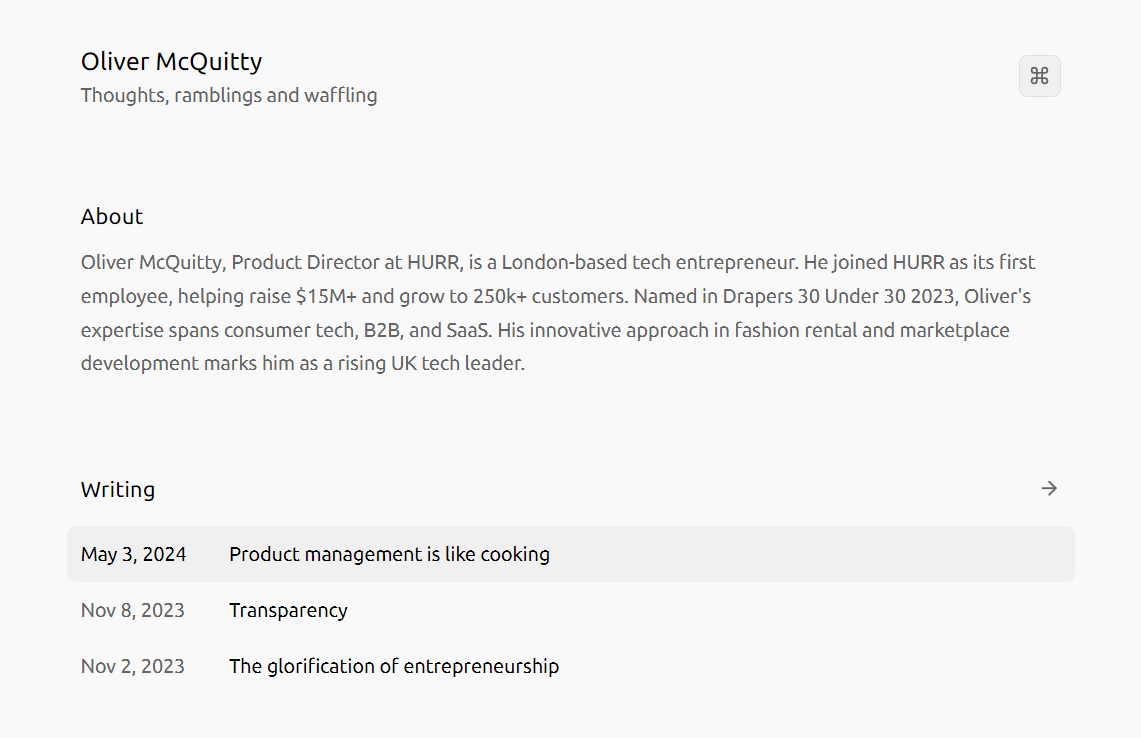 Oliver McQuitty
Thoughts, ramblings and waffling
⌘
About
Oliver McQuitty, Product Director at HURR, is a London-based tech entrepreneur. He joined HURR as its first
employee, helping raise $15M+ and grow to 250k+ customers. Named in Drapers 30 Under 30 2023, Oliver's
expertise spans consumer tech, B2B, and SaaS. His innovative approach in fashion rental and marketplace
development marks him as a rising UK tech leader.
Writing →
May 3, 2024 Product management is like cooking
Nov 8, 2023 Transparency
Nov 2, 2023 The glorification of entrepreneurship